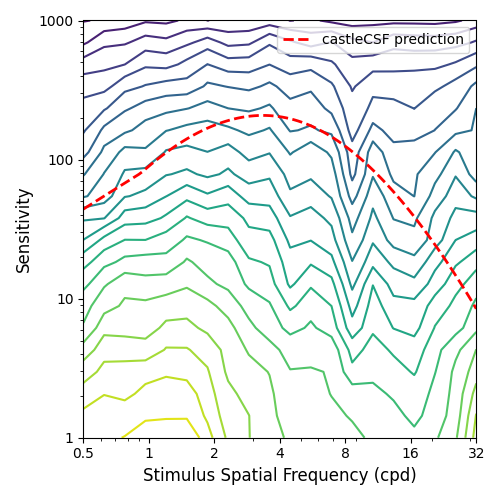 1000
castleCSF prediction
100
10
1
Sensitivity
0.5 1 2 4 8 16 32
Stimulus Spatial Frequency (cpd)